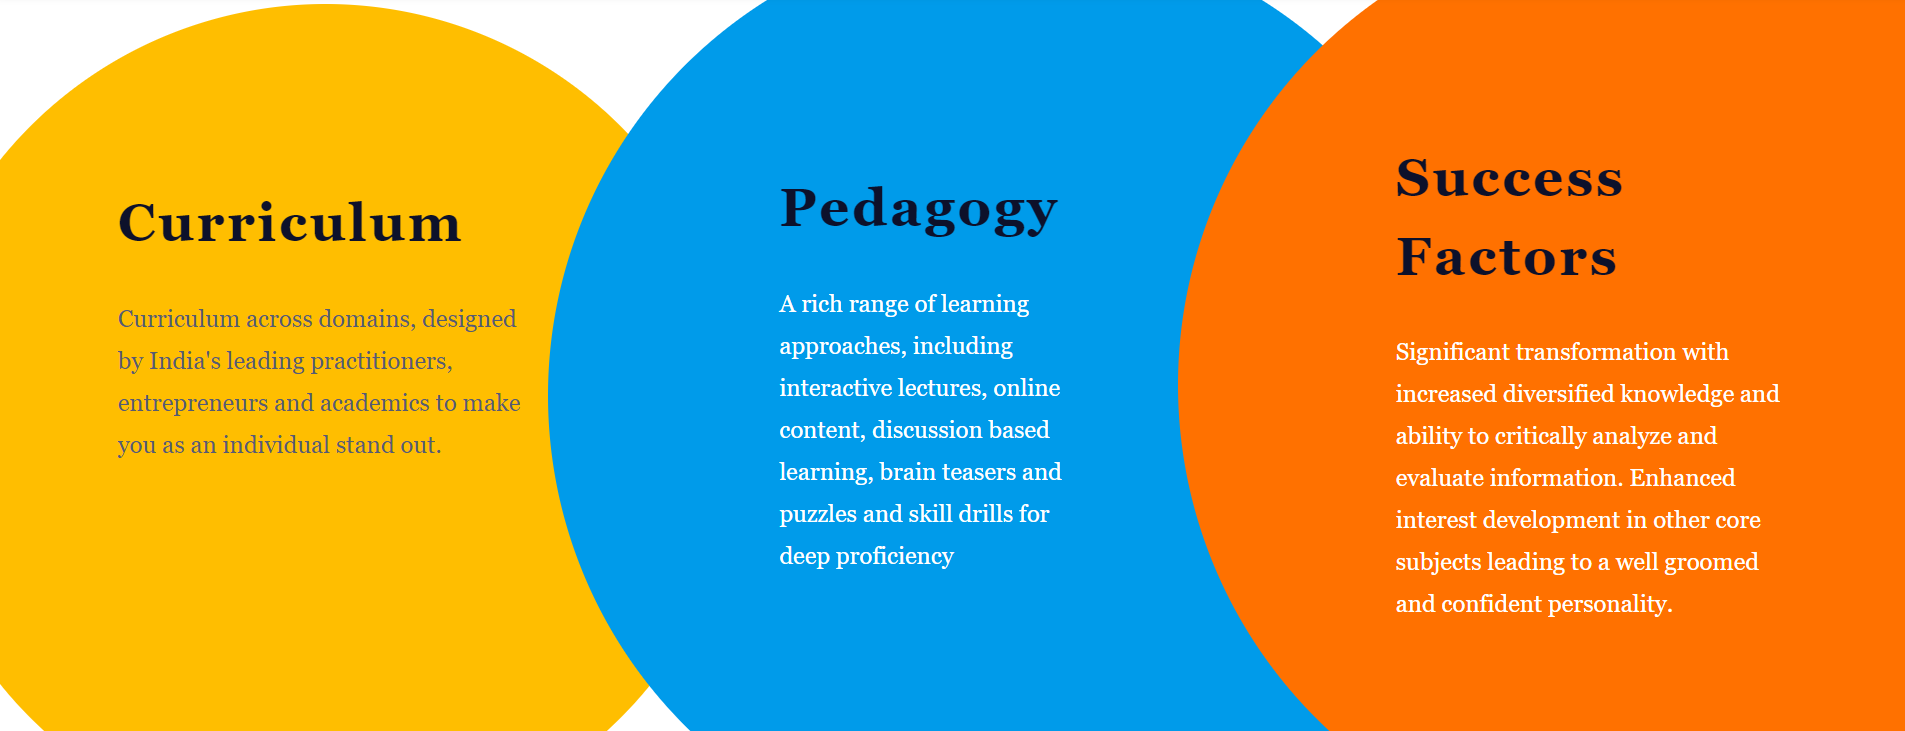 Curriculum
Curriculum across domains, designed
by India's leading practitioners,
entrepreneurs and academics to make
you as an individual stand out.
Pedagogy
A rich range of learning
approaches, including
interactive lectures, online
content, discussion based
learning, brain teasers and
puzzles and skill drills for
deep proficiency
Success
Factors
Significant transformation with
increased diversified knowledge and
ability to critically analyze and
evaluate information. Enhanced
interest development in other core
subjects leading to a well groomed
and confident personality.